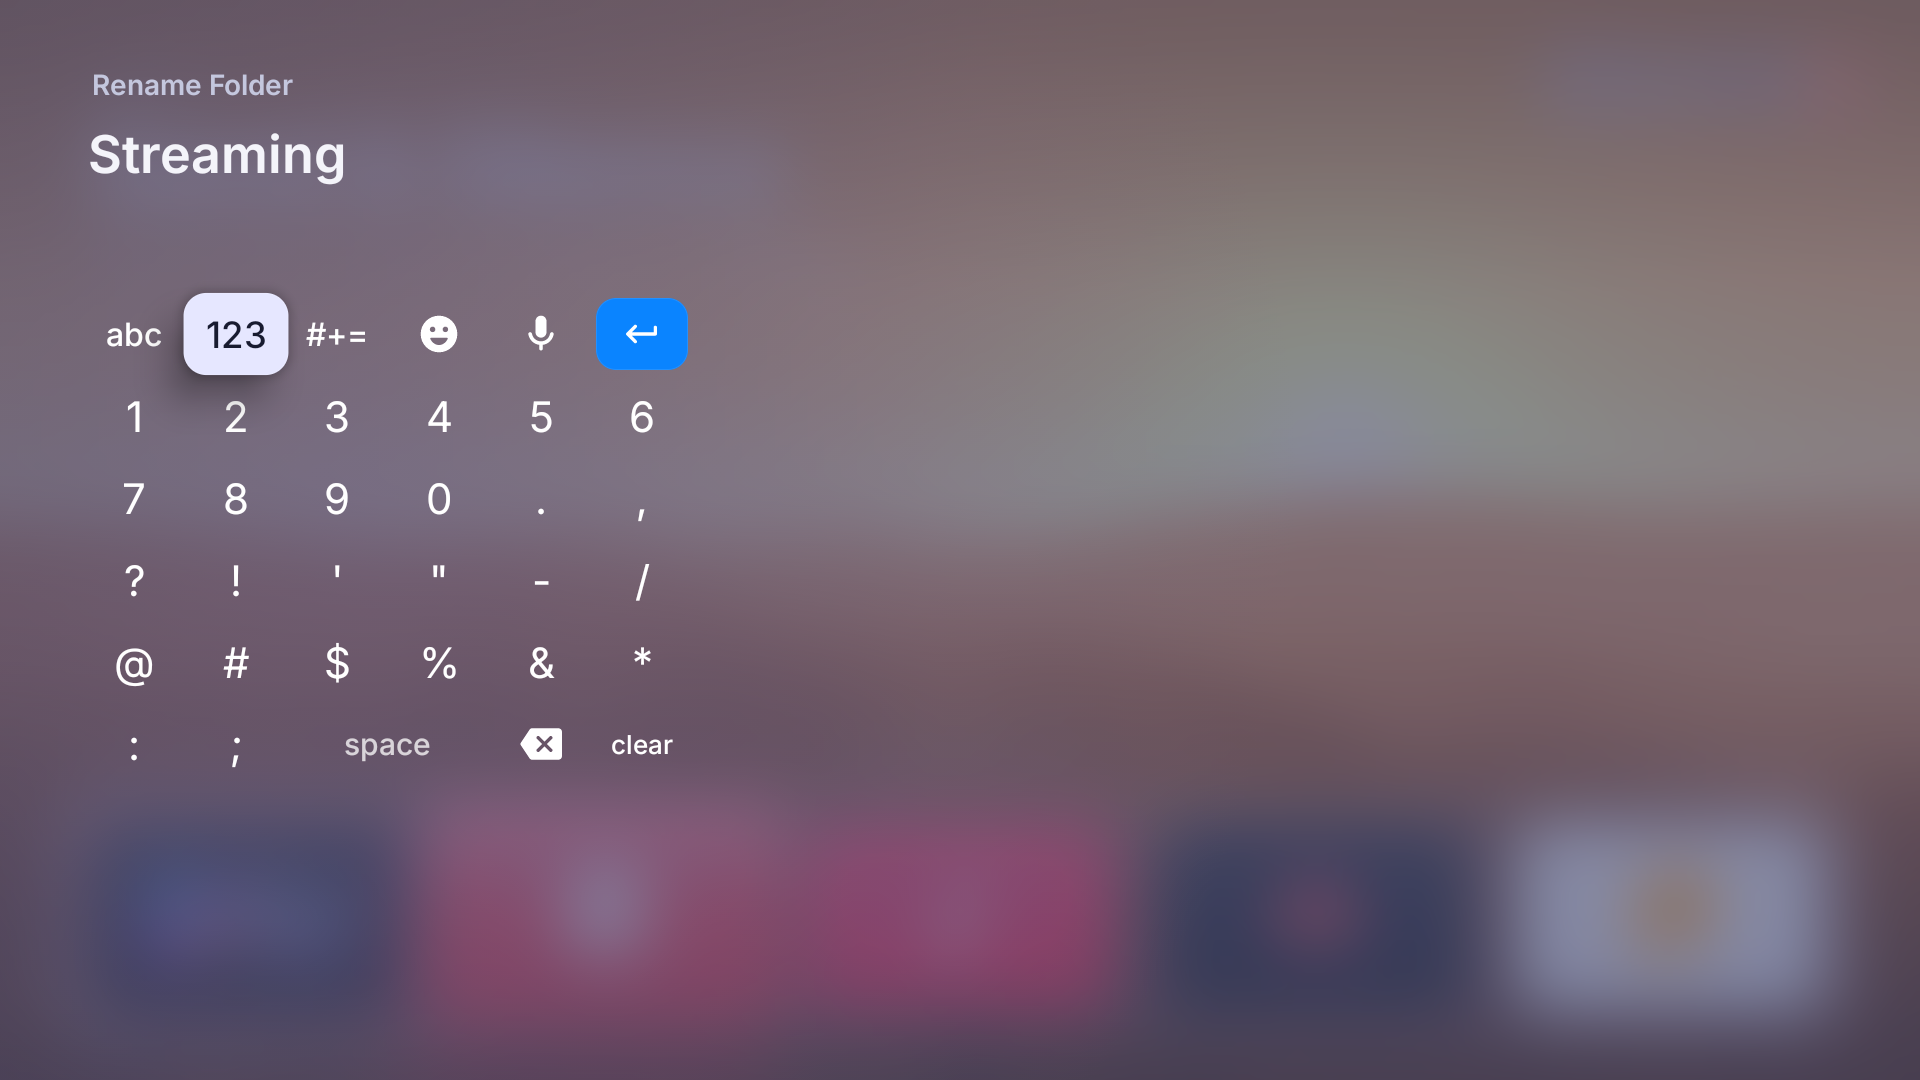 Rename Folder
Streaming
abc 123 #+=
1 2 3 4 5 6
7 8 9 0 . ,
? ! ' " - /
@ # $ % & *
: ; space clear